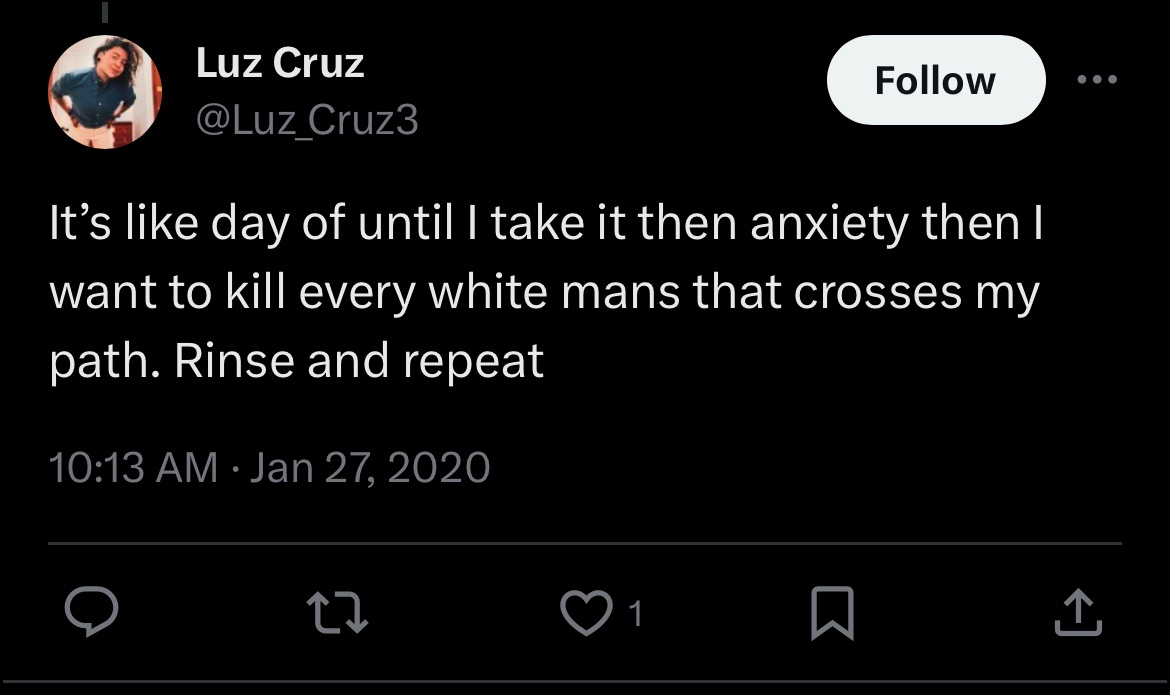 Luz Cruz
Follow
@Luz_Cruz3
It’s like day of until I take it then anxiety then I
want to kill every white mans that crosses my
path. Rinse and repeat
10:13 AM · Jan 27, 2020
1